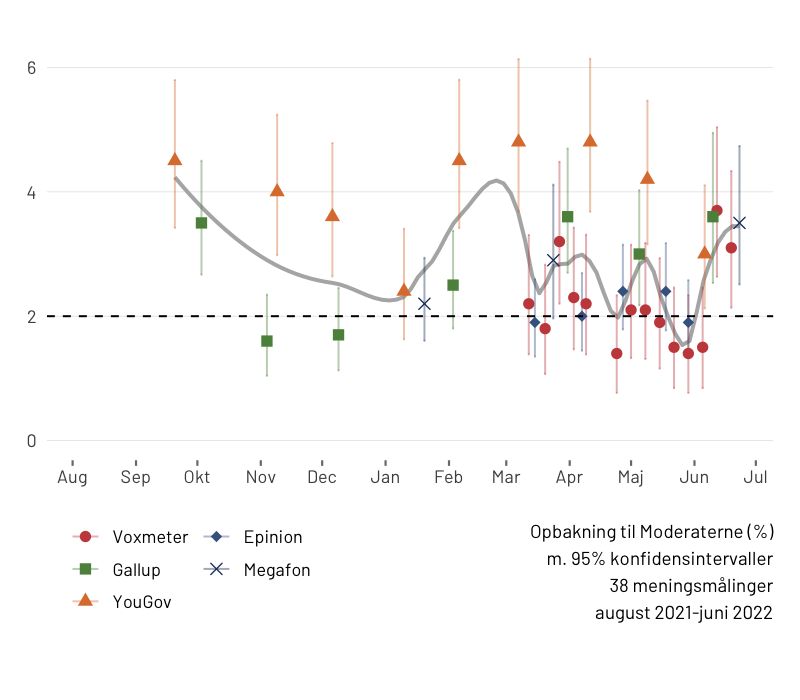 6
4
2
0
Aug Sep Okt Nov Dec Jan Feb Mar Apr Maj Jun Jul
Voxmeter Epinion
Gallup Megafon
YouGov
Opbakning til Moderaterne (%)
m. 95% konfidensintervaller
38 meningsmålinger
august 2021-juni 2022